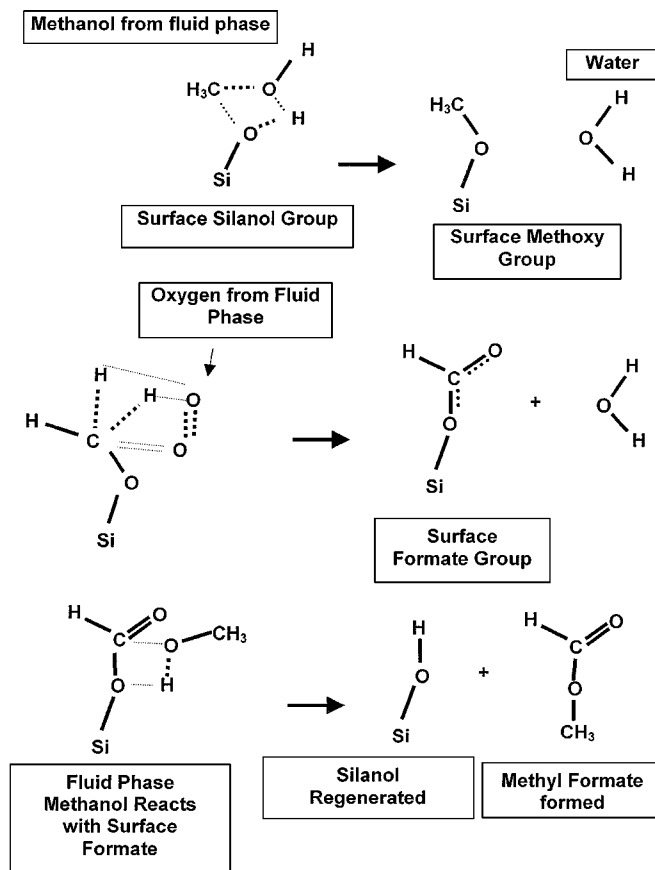 Methanol from fluid phase
H
H₃C
O
H
O
Si
Surface Silanol Group
Water
H₃C
O
Si
H
O
H
Surface Methoxy
Group
Oxygen from Fluid
Phase
H
H
O
H
C
O
O
Si
H
O
C
O
Si
+
H
O
H
Surface
Formate Group
H
O
C
O
CH₃
O
H
Si
Fluid Phase
Methanol Reacts
with Surface
Formate
H
O
Si
Silanol
Regenerated
+
H
O
C
O
CH₃
Methyl Formate
formed